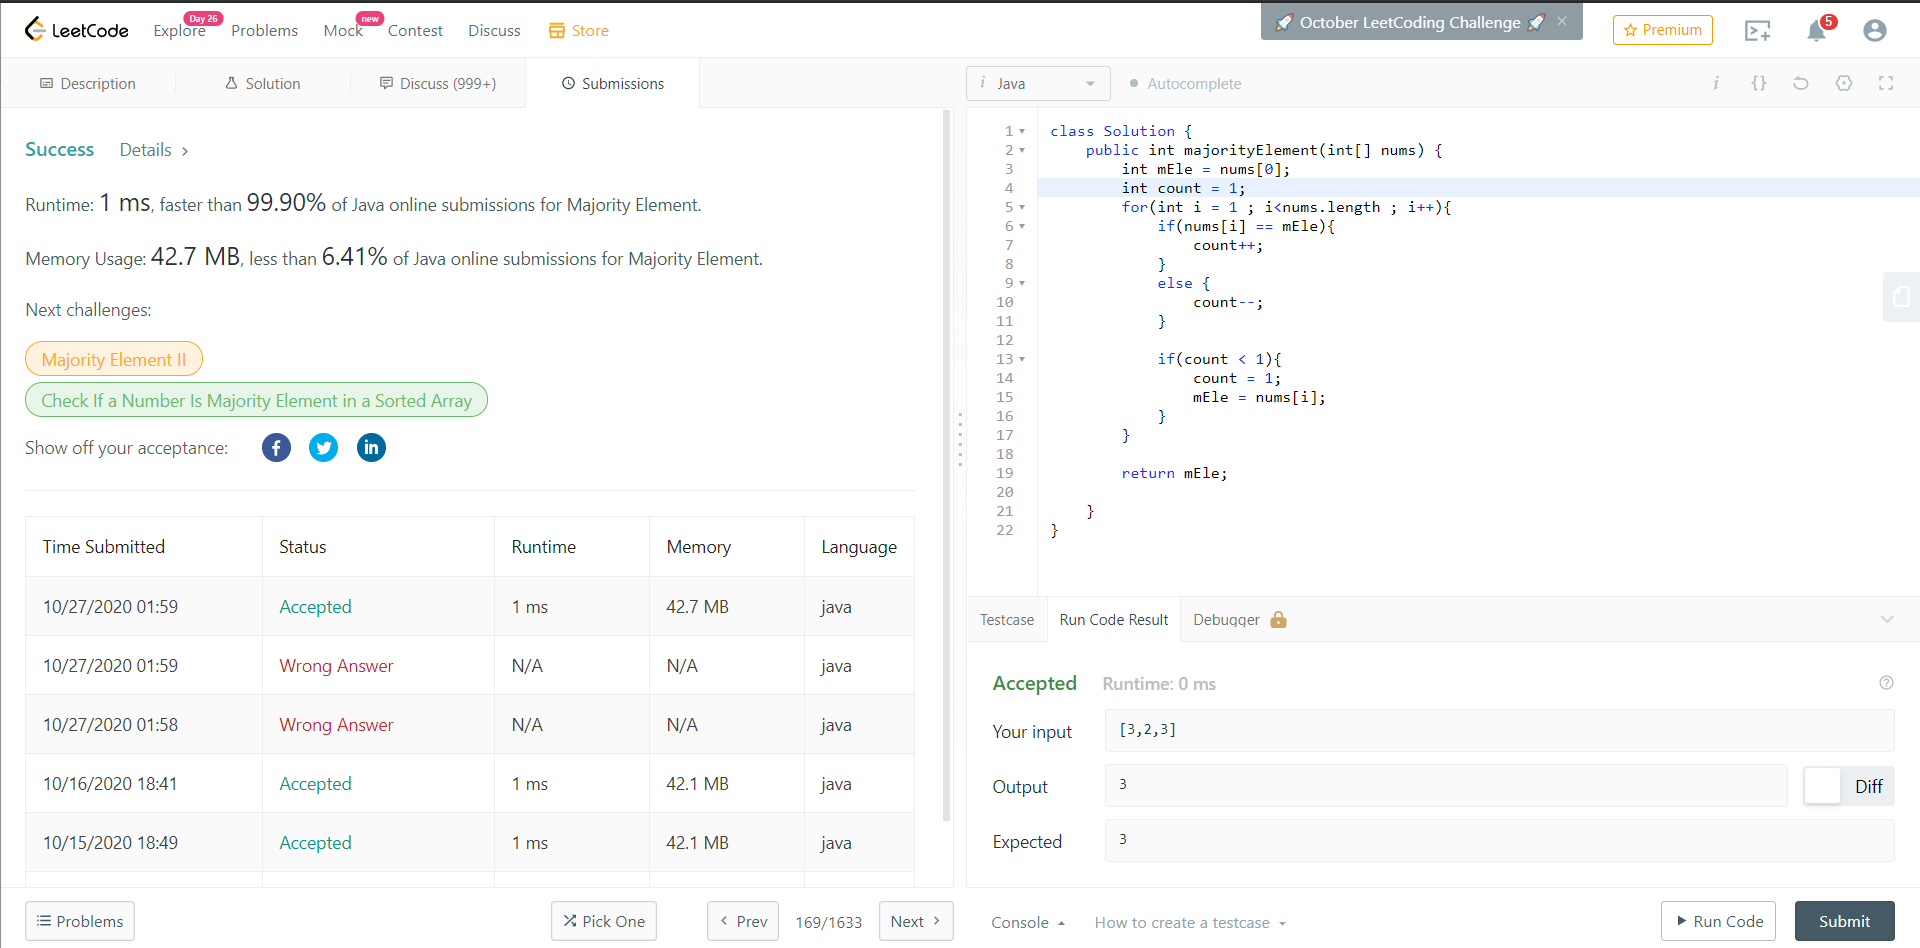 LeetCode
Explore
Day 26
Problems
Mock
new
Contest
Discuss
Store
🚀 October LeetCoding Challenge 🚀 ×
Premium
5
Description
Solution
Discuss (999+)
Submissions
i Java
Autocomplete
i {}
Success
Details >
Runtime: 1 ms, faster than 99.90% of Java online submissions for Majority Element.
Memory Usage: 42.7 MB, less than 6.41% of Java online submissions for Majority Element.
Next challenges:
Majority Element II
Check If a Number Is Majority Element in a Sorted Array
Show off your acceptance:
f
in
Time Submitted Status Runtime Memory Language
10/27/2020 01:59 Accepted 1 ms 42.7 MB java
10/27/2020 01:59 Wrong Answer N/A N/A java
10/27/2020 01:58 Wrong Answer N/A N/A java
10/16/2020 18:41 Accepted 1 ms 42.1 MB java
10/15/2020 18:49 Accepted 1 ms 42.1 MB java
Problems
Pick One
< Prev
169/1633
Next >
1 class Solution {
2     public int majorityElement(int[] nums) {
3         int mEle = nums[0];
4         int count = 1;
5         for(int i = 1 ; i<nums.length ; i++){
6             if(nums[i] == mEle){
7                 count++;
8             }
9             else {
10                 count--;
11             }
12
13             if(count < 1){
14                 count = 1;
15                 mEle = nums[i];
16             }
17         }
18
19         return mEle;
20
21     }
22 }
Testcase
Run Code Result
Debugger
Accepted
Runtime: 0 ms
?
Your input
[3,2,3]
Output
3
Diff
Expected
3
Console
How to create a testcase
Run Code
Submit